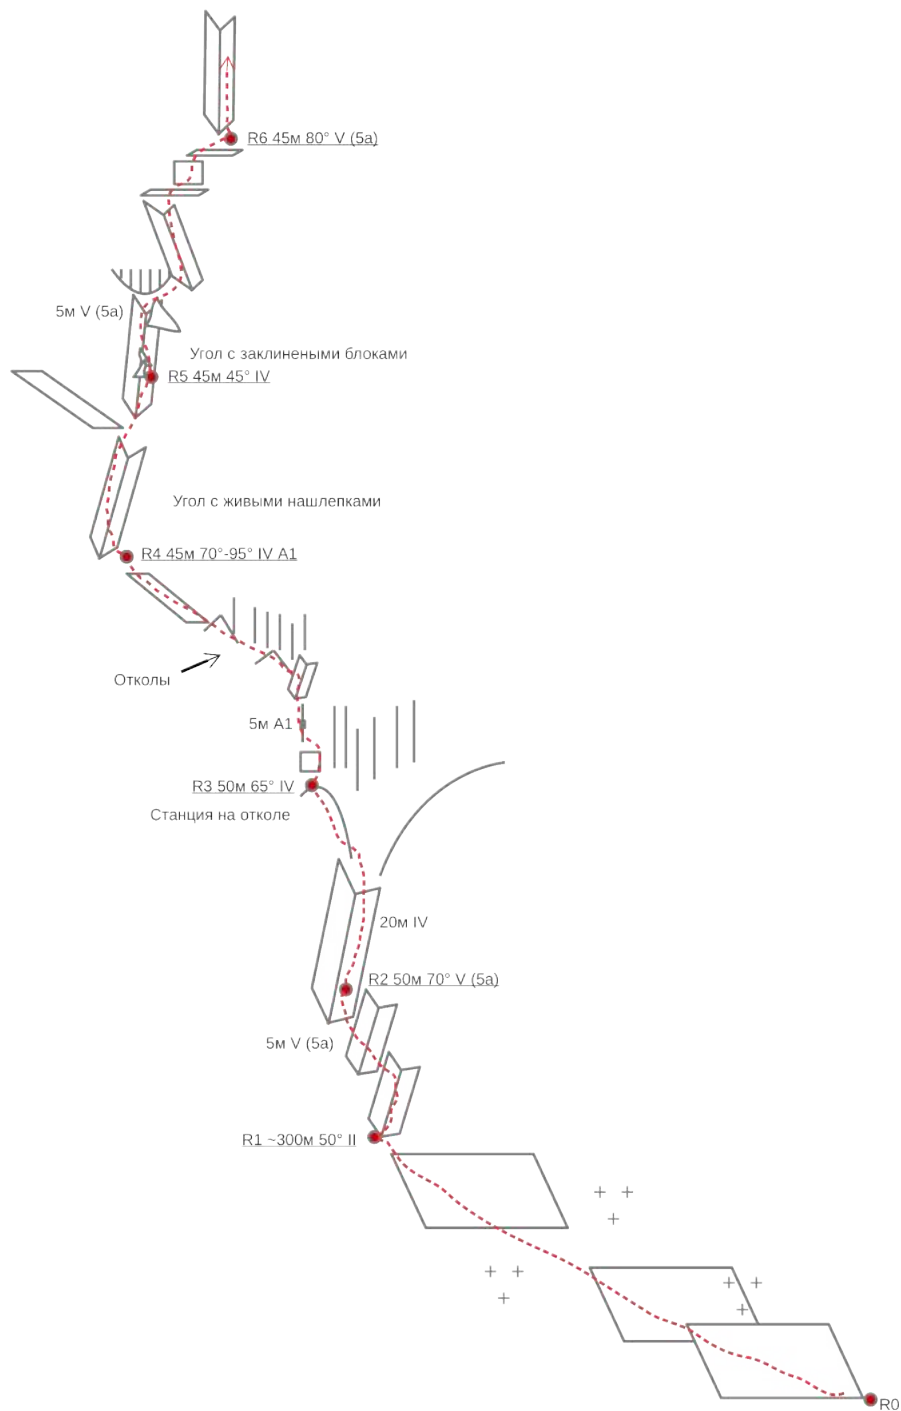 R6 45м 80° V (5a)
5м V (5a)
Угол с заклинеными блоками
R5 45м 45° IV
Угол с живыми нашлепками
R4 45м 70°-95° IV A1
Отколы
5м A1
R3 50м 65° IV
Станция на отколе
20м IV
R2 50м 70° V (5a)
5м V (5a)
R1 ~300м 50° II
R0